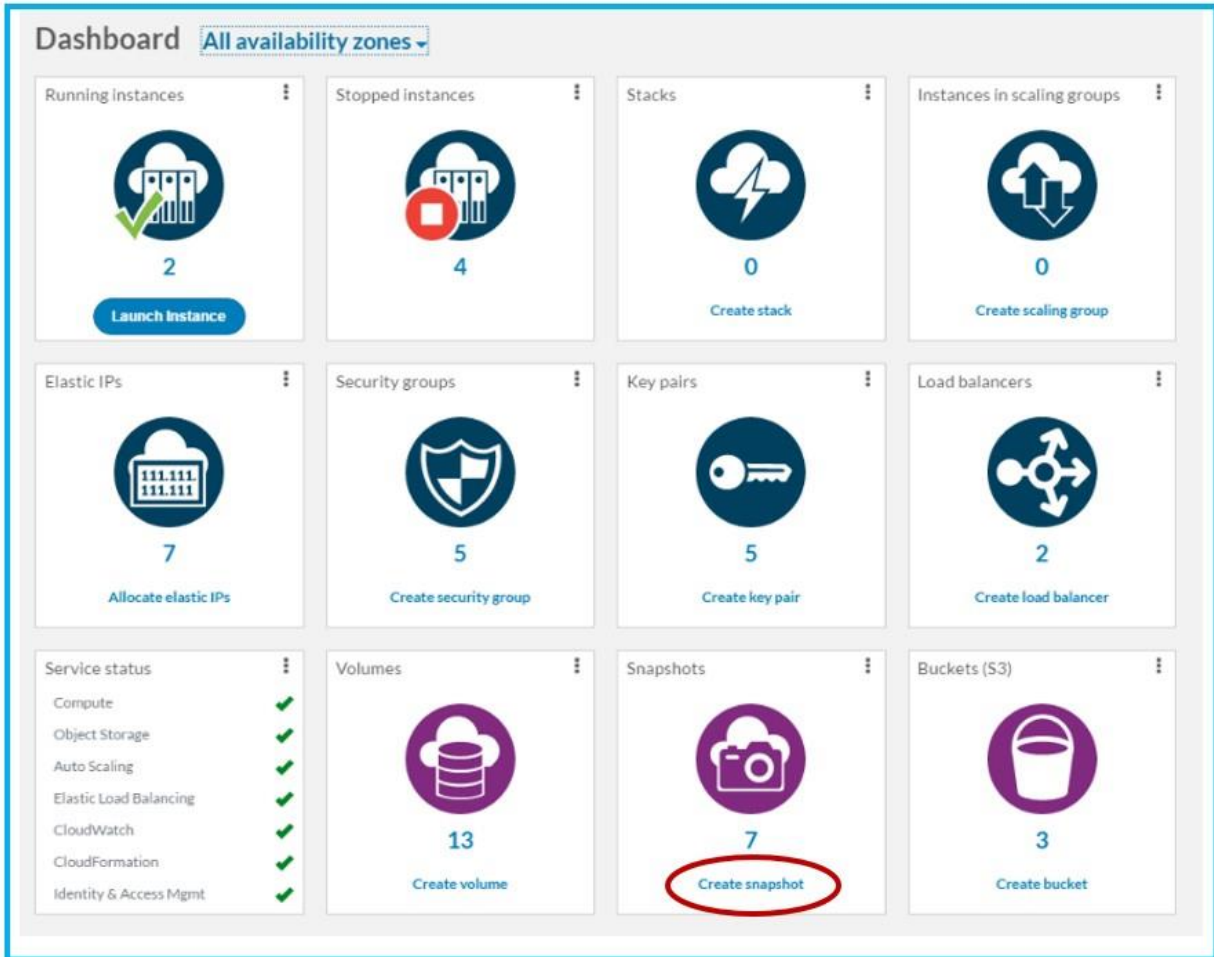 Dashboard All availability zones
Running instances
2
Launch Instance
Stopped instances
4
Stacks
0
Create stack
Instances in scaling groups
0
Create scaling group
Elastic IPs
111.111.
111.111
7
Allocate elastic IPs
Security groups
5
Create security group
Key pairs
5
Create key pair
Load balancers
2
Create load balancer
Service status
Compute
Object Storage
Auto Scaling
Elastic Load Balancing
CloudWatch
CloudFormation
Identity & Access Mgmt
Volumes
13
Create volume
Snapshots
7
Create snapshot
Buckets (S3)
3
Create bucket